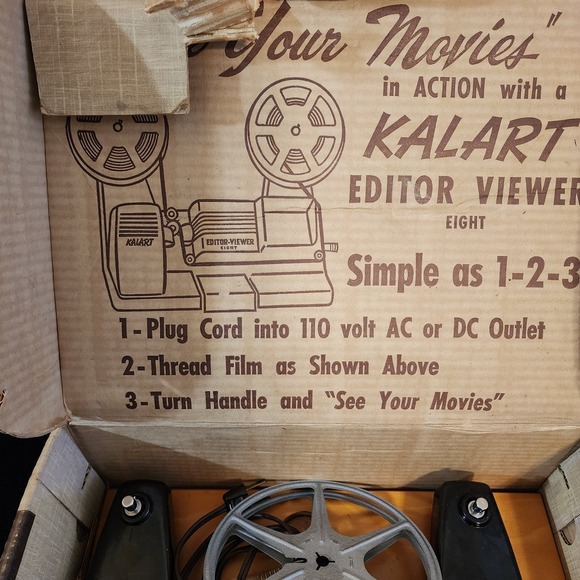 Your Movies"
in ACTION with a
KALART
EDITOR VIEWER
EIGHT
KALART
EDITOR-VIEWER
EIGHT
Simple as 1-2-3
1-Plug Cord into 110 volt AC or DC Outlet
2-Thread Film as Shown Above
3-Turn Handle and "See Your Movies"